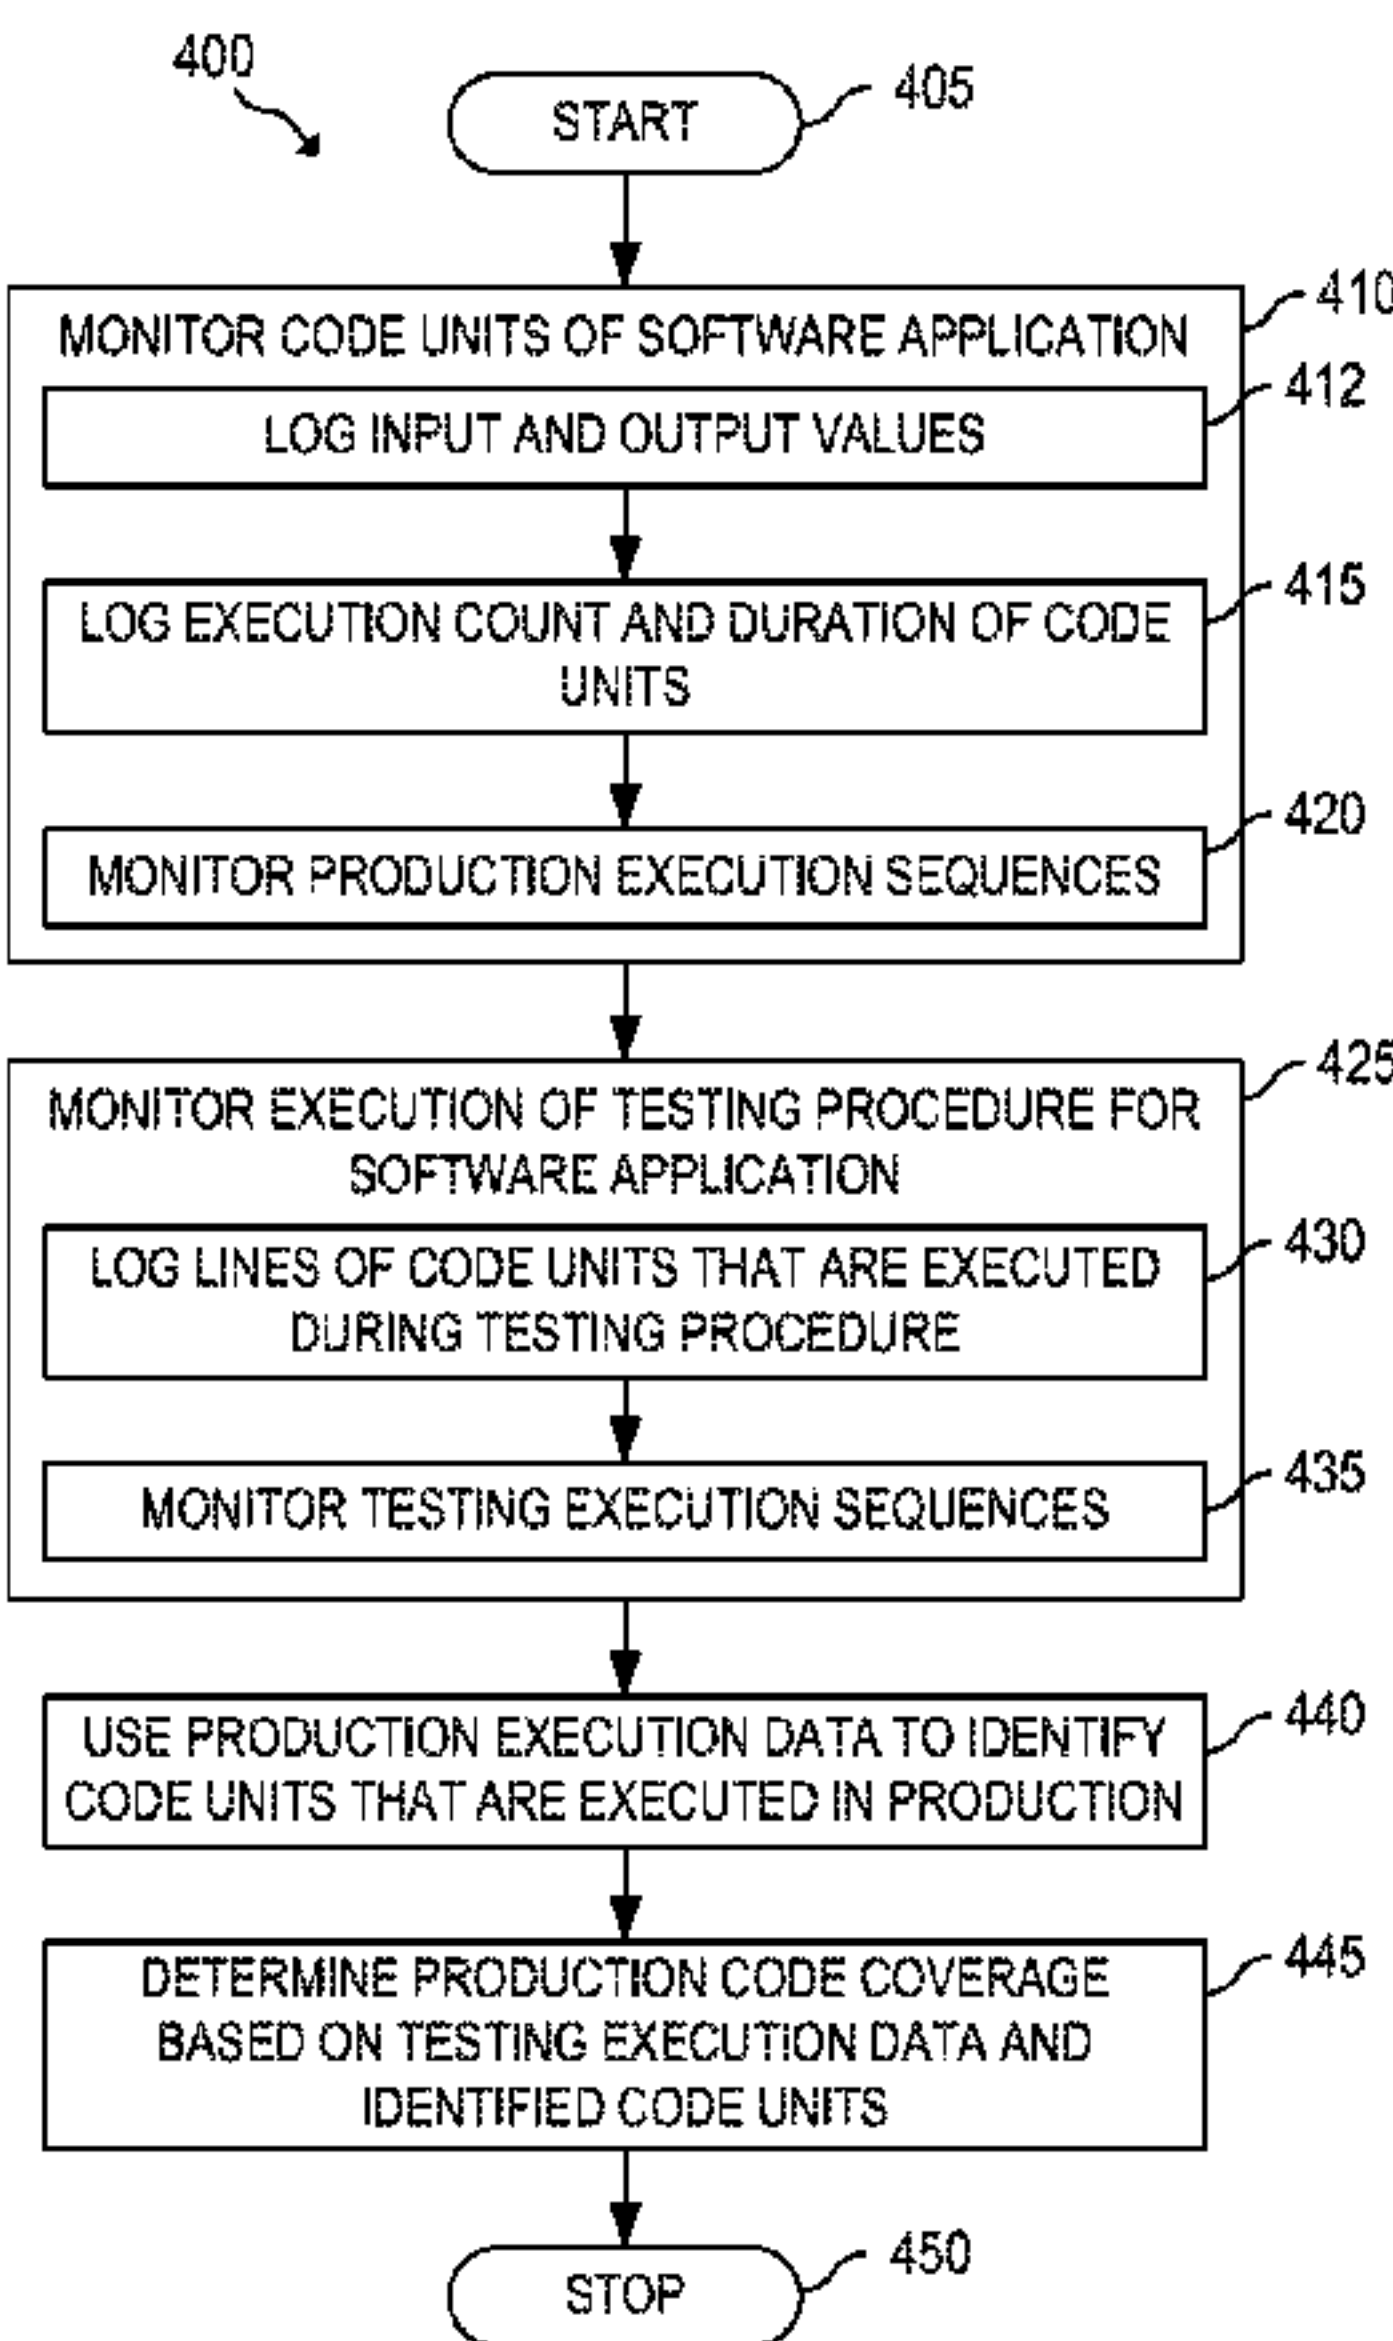 400
START
405
410
MONITOR CODE UNITS OF SOFTWARE APPLICATION
412
LOG INPUT AND OUTPUT VALUES
415
LOG EXECUTION COUNT AND DURATION OF CODE
UNITS
420
MONITOR PRODUCTION EXECUTION SEQUENCES
425
MONITOR EXECUTION OF TESTING PROCEDURE FOR
SOFTWARE APPLICATION
430
LOG LINES OF CODE UNITS THAT ARE EXECUTED
DURING TESTING PROCEDURE
435
MONITOR TESTING EXECUTION SEQUENCES
440
USE PRODUCTION EXECUTION DATA TO IDENTIFY
CODE UNITS THAT ARE EXECUTED IN PRODUCTION
445
DETERMINE PRODUCTION CODE COVERAGE
BASED ON TESTING EXECUTION DATA AND
IDENTIFIED CODE UNITS
450
STOP